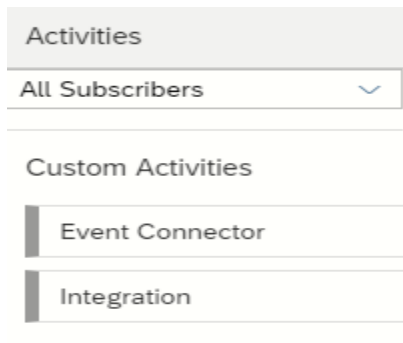 Activities
All Subscribers
Custom Activities
Event Connector
Integration